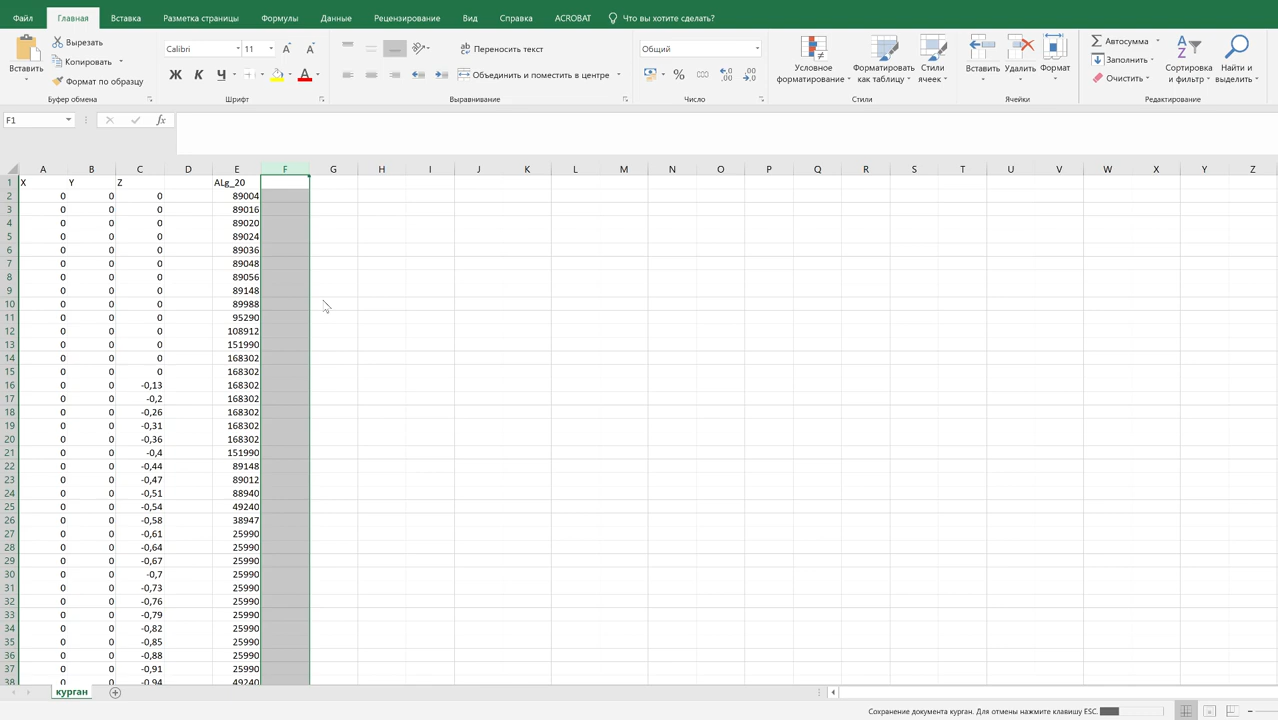 Файл Главная Вставка Разметка страницы Формулы Данные Рецензирование Вид Справка ACROBAT Что вы хотите сделать?
Вставить
Вырезать
Копировать
Формат по образцу
Буфер обмена
Calibri 11
Ж К Ч
Шрифт
Переносить текст
Объединить и поместить в центре
Выравнивание
Общий
%
Число
Условное форматирование
Форматировать как таблицу
Стили ячеек
Стили
Вставить Удалить Формат
Ячейки
Автосумма
Заполнить
Очистить
Сортировка и фильтр
Найти и выделить
Редактирование
F1 fx
A B C D E F G H I J K L M N O P Q R S T U V W X Y Z
1 X Y Z ALg_20
2 0 0 0 89004
3 0 0 0 89016
4 0 0 0 89020
5 0 0 0 89024
6 0 0 0 89036
7 0 0 0 89048
8 0 0 0 89056
9 0 0 0 89148
10 0 0 0 89988
11 0 0 0 95290
12 0 0 0 108912
13 0 0 0 151990
14 0 0 0 168302
15 0 0 0 168302
16 0 0 -0,13 168302
17 0 0 -0,2 168302
18 0 0 -0,26 168302
19 0 0 -0,31 168302
20 0 0 -0,36 168302
21 0 0 -0,4 151990
22 0 0 -0,44 89148
23 0 0 -0,47 89012
24 0 0 -0,51 88940
25 0 0 -0,54 49240
26 0 0 -0,58 38947
27 0 0 -0,61 25990
28 0 0 -0,64 25990
29 0 0 -0,67 25990
30 0 0 -0,7 25990
31 0 0 -0,73 25990
32 0 0 -0,76 25990
33 0 0 -0,79 25990
34 0 0 -0,82 25990
35 0 0 -0,85 25990
36 0 0 -0,88 25990
37 0 0 -0,91 25990
38 0 0 -0,94 49240
курган
Сохранение документа курган. Для отмены нажмите клавишу ESC.